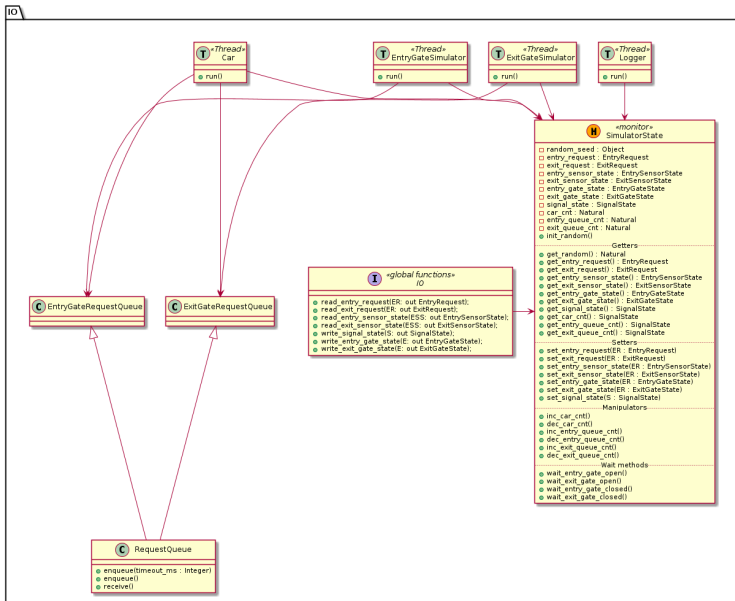 IO
T
«Thread»
Car
run()
T
«Thread»
EntryGateSimulator
run()
T
«Thread»
ExitGateSimulator
run()
T
«Thread»
Logger
run()
M
«monitor»
SimulatorState
random_seed : Object
entry_request : EntryRequest
exit_request : ExitRequest
entry_sensor_state : EntrySensorState
exit_sensor_state : ExitSensorState
entry_gate_state : EntryGateState
exit_gate_state : ExitGateState
signal_state : SignalState
car_cnt : Natural
entry_queue_cnt : Natural
exit_queue_cnt : Natural
init_random()
Getters
get_random() : Natural
get_entry_request() : EntryRequest
get_exit_request() : ExitRequest
get_entry_sensor_state() : EntrySensorState
get_exit_sensor_state() : ExitSensorState
get_entry_gate_state() : EntryGateState
get_exit_gate_state() : ExitGateState
get_signal_state() : SignalState
get_car_cnt() : SignalState
get_entry_queue_cnt() : SignalState
get_exit_queue_cnt() : SignalState
Setters
set_entry_request(ER : EntryRequest)
set_exit_request(ER : ExitRequest)
set_entry_sensor_state(ER : EntrySensorState)
set_exit_sensor_state(ER : ExitSensorState)
set_entry_gate_state(ER : EntryGateState)
set_exit_gate_state(ER : ExitGateState)
set_signal_state(S : SignalState)
Manipulators
inc_car_cnt()
dec_car_cnt()
inc_entry_queue_cnt()
dec_entry_queue_cnt()
inc_exit_queue_cnt()
dec_exit_queue_cnt()
Wait methods
wait_entry_gate_open()
wait_exit_gate_open()
wait_entry_gate_closed()
wait_exit_gate_closed()
C
EntryGateRequestQueue
C
ExitGateRequestQueue
I
«global functions»
IO
read_entry_request(ER: out EntryRequest);
read_exit_request(ER: out ExitRequest);
read_entry_sensor_state(ESS: out EntrySensorState);
read_exit_sensor_state(ESS: out ExitSensorState);
write_signal_state(S: out SignalState);
write_entry_gate_state(E: out EntryGateState);
write_exit_gate_state(E: out ExitGateState);
C
RequestQueue
enqueue(timeout_ms : Integer)
enqueue()
receive()